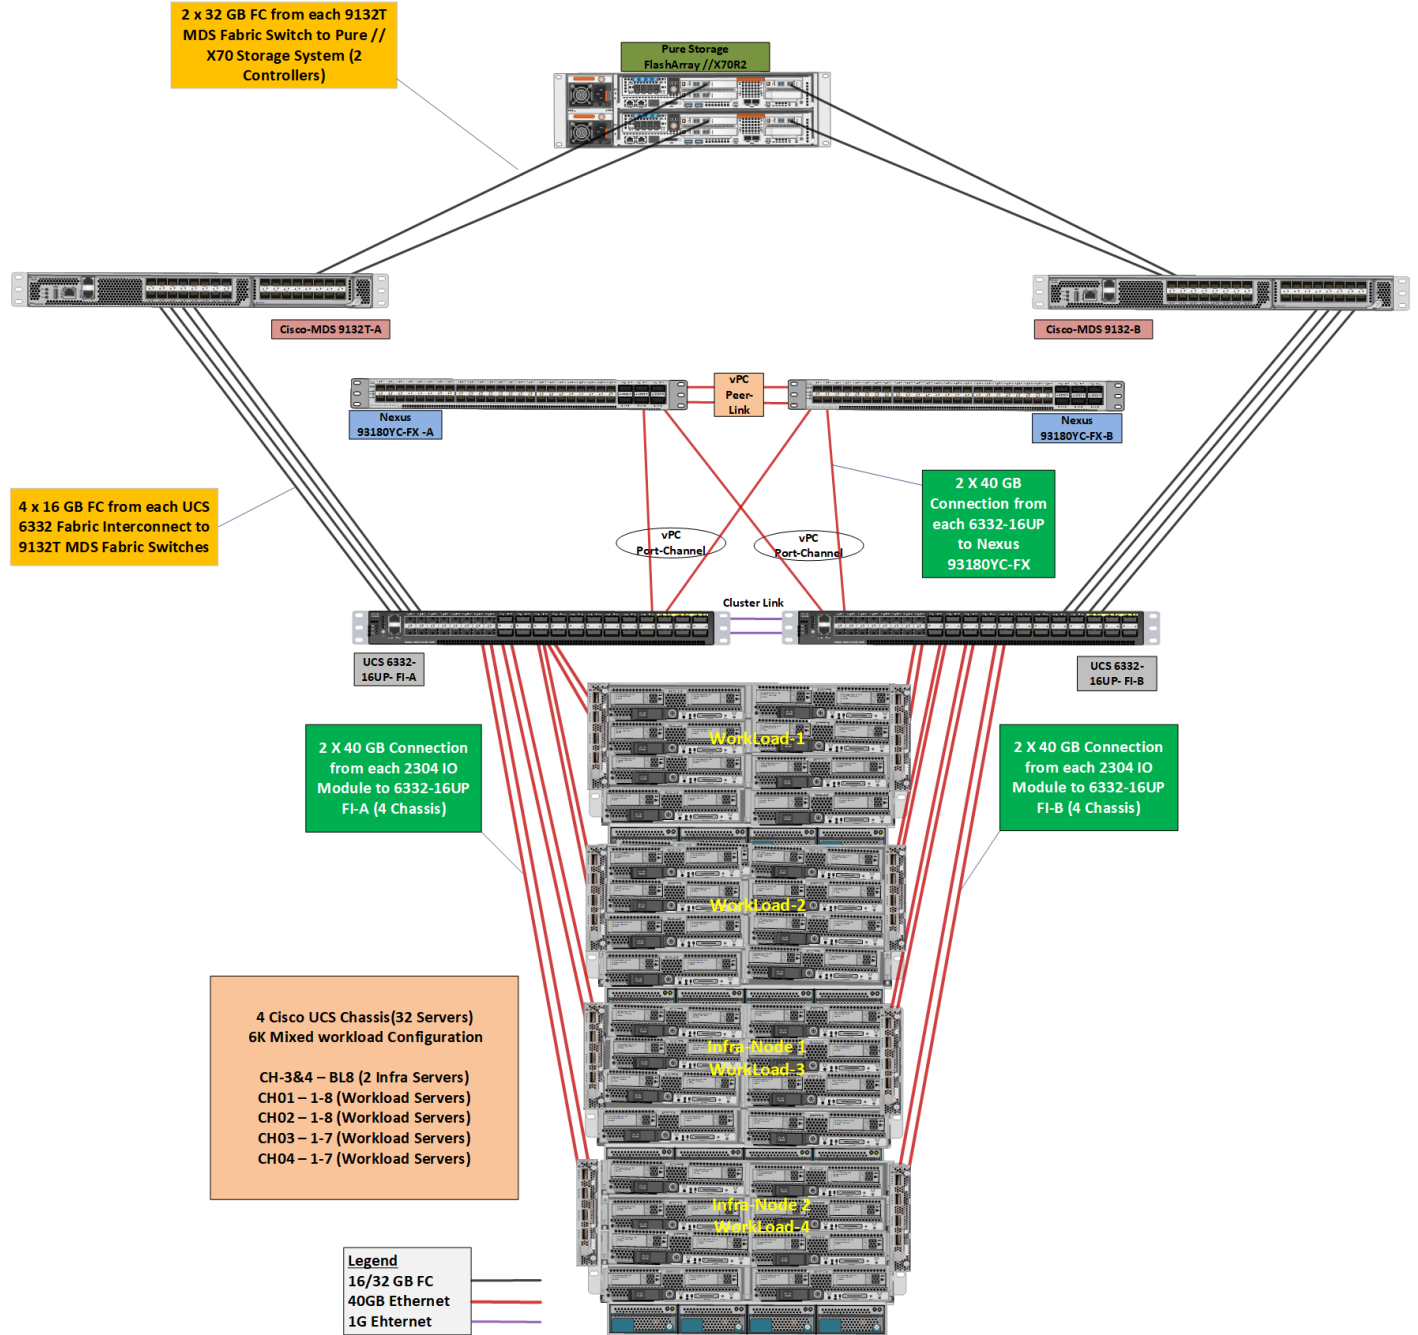 2 x 32 GB FC from each 9132T
MDS Fabric Switch to Pure //
X70 Storage System (2
Controllers)
Pure Storage
FlashArray //X70R2
Cisco-MDS 9132T-A
Cisco-MDS 9132-B
vPC
Peer-
Link
Nexus
93180YC-FX -A
Nexus
93180YC-FX-B
4 x 16 GB FC from each UCS
6332 Fabric Interconnect to
9132T MDS Fabric Switches
2 X 40 GB
Connection from
each 6332-16UP
to Nexus
93180YC-FX
vPC
Port-Channel
vPC
Port-Channel
Cluster Link
UCS 6332-
16UP- FI-A
UCS 6332-
16UP- FI-B
2 X 40 GB Connection
from each 2304 IO
Module to 6332-16UP
FI-A (4 Chassis)
2 X 40 GB Connection
from each 2304 IO
Module to 6332-16UP
FI-B (4 Chassis)
WorkLoad-1
WorkLoad-2
Infra-Node 1
WorkLoad-3
Infra-Node 2
WorkLoad-4
4 Cisco UCS Chassis(32 Servers)
6K Mixed workload Configuration
CH-3&4 – BL8 (2 Infra Servers)
CH01 – 1-8 (Workload Servers)
CH02 – 1-8 (Workload Servers)
CH03 – 1-7 (Workload Servers)
CH04 – 1-7 (Workload Servers)
Legend
16/32 GB FC
40GB Ethernet
1G Ehternet